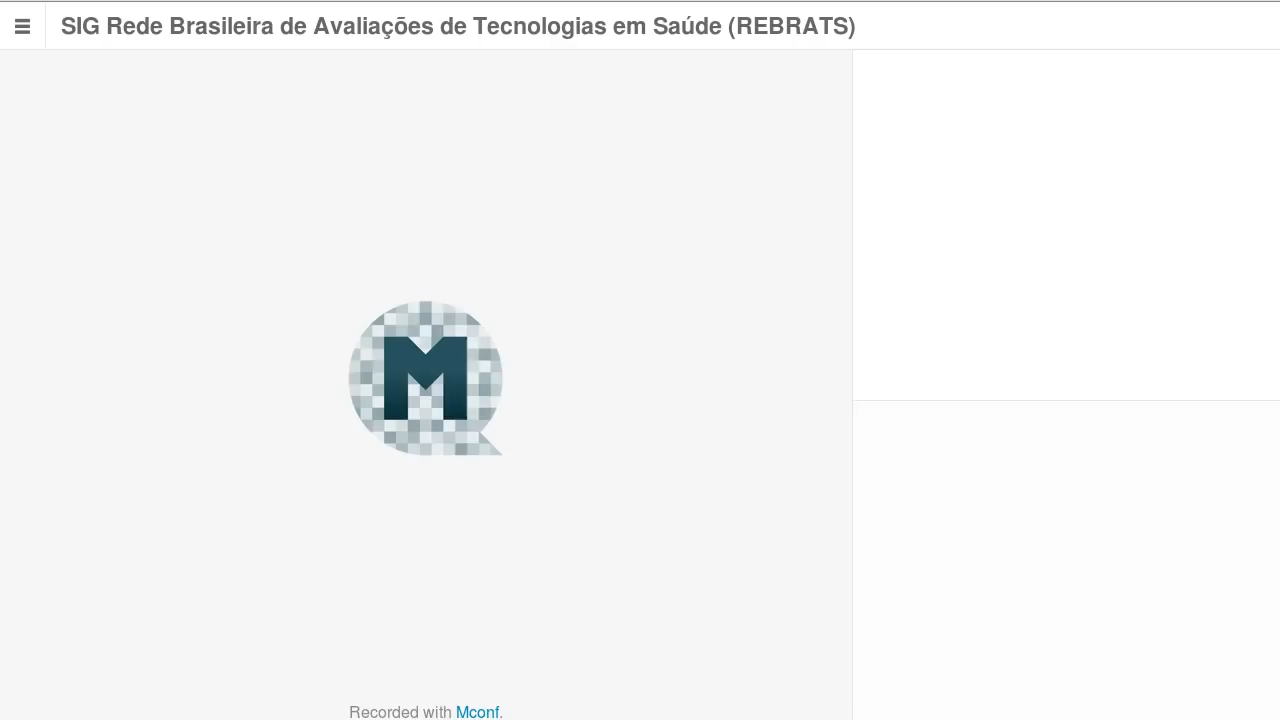 SIG Rede Brasileira de Avaliações de Tecnologias em Saúde (REBRATS)
M
Recorded with Mconf.